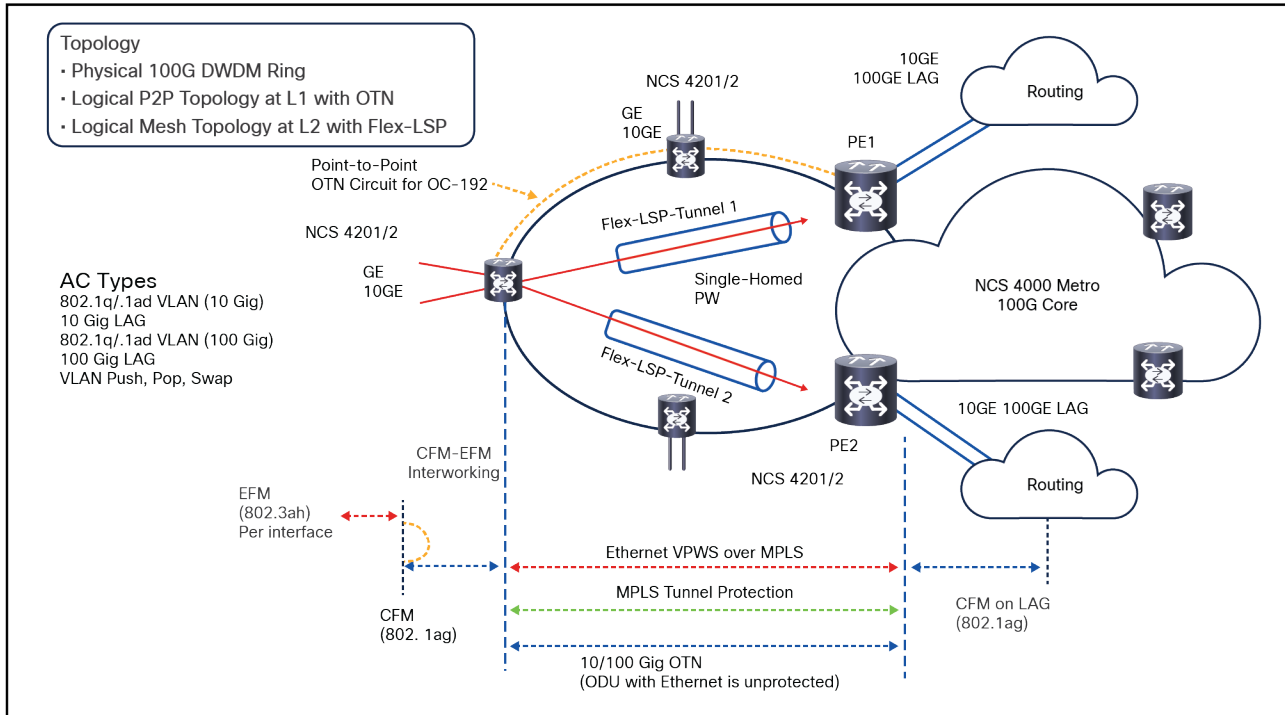 Topology
· Physical 100G DWDM Ring
· Logical P2P Topology at L1 with OTN
· Logical Mesh Topology at L2 with Flex-LSP
NCS 4201/2
GE
10GE
10GE
100GE LAG
Routing
PE1
Point-to-Point
OTN Circuit for OC-192
Flex-LSP-Tunnel 1
NCS 4201/2
GE
10GE
Single-Homed
PW
AC Types
802.1q/.1ad VLAN (10 Gig)
10 Gig LAG
802.1q/.1ad VLAN (100 Gig)
100 Gig LAG
VLAN Push, Pop, Swap
NCS 4000 Metro
100G Core
Flex-LSP-Tunnel 2
10GE 100GE LAG
PE2
NCS 4201/2
Routing
CFM-EFM
Interworking
EFM
(802.3ah)
Per interface
Ethernet VPWS over MPLS
MPLS Tunnel Protection
CFM
(802. 1ag)
CFM on LAG
(802.1ag)
10/100 Gig OTN
(ODU with Ethernet is unprotected)